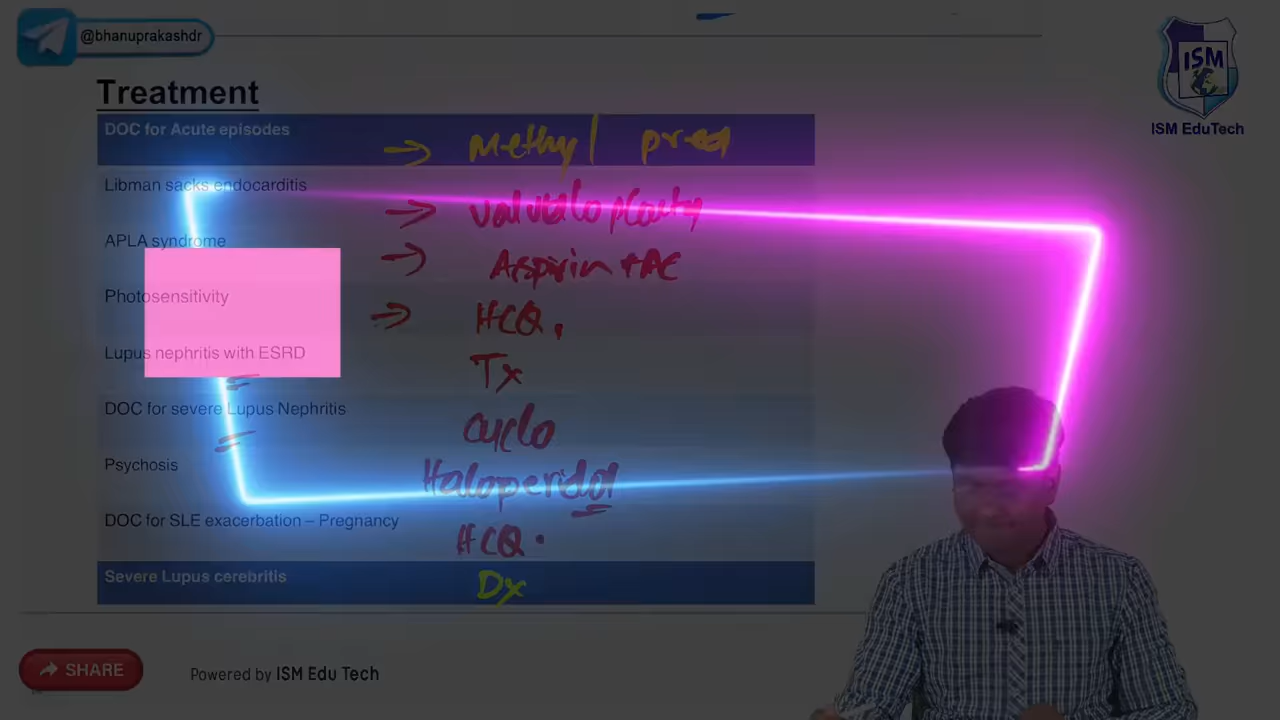 @bhanuprakashdr
ISM
ISM EduTech
Treatment
DOC for Acute episodes → Methyl pred
Libman sacks endocarditis → valvuloplasty
APLA syndrome → Aspirin + AC
Photosensitivity → HCQ.
Lupus nephritis with ESRD Tx
DOC for severe Lupus Nephritis cyclo
Psychosis Haloperidol
DOC for SLE exacerbation – Pregnancy HCQ.
Severe Lupus cerebritis Dx
SHARE
Powered by ISM Edu Tech